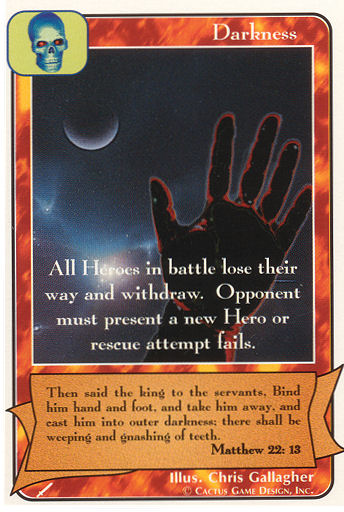 Darkness
All Heroes in battle lose their
way and withdraw. Opponent
must present a new Hero or
rescue attempt fails.
Then said the king to the servants, Bind
him hand and foot, and take him away, and
cast him into outer darkness; there shall be
weeping and gnashing of teeth.
Matthew 22: 13
Illus. Chris Gallagher
© Cactus Game Design, Inc.